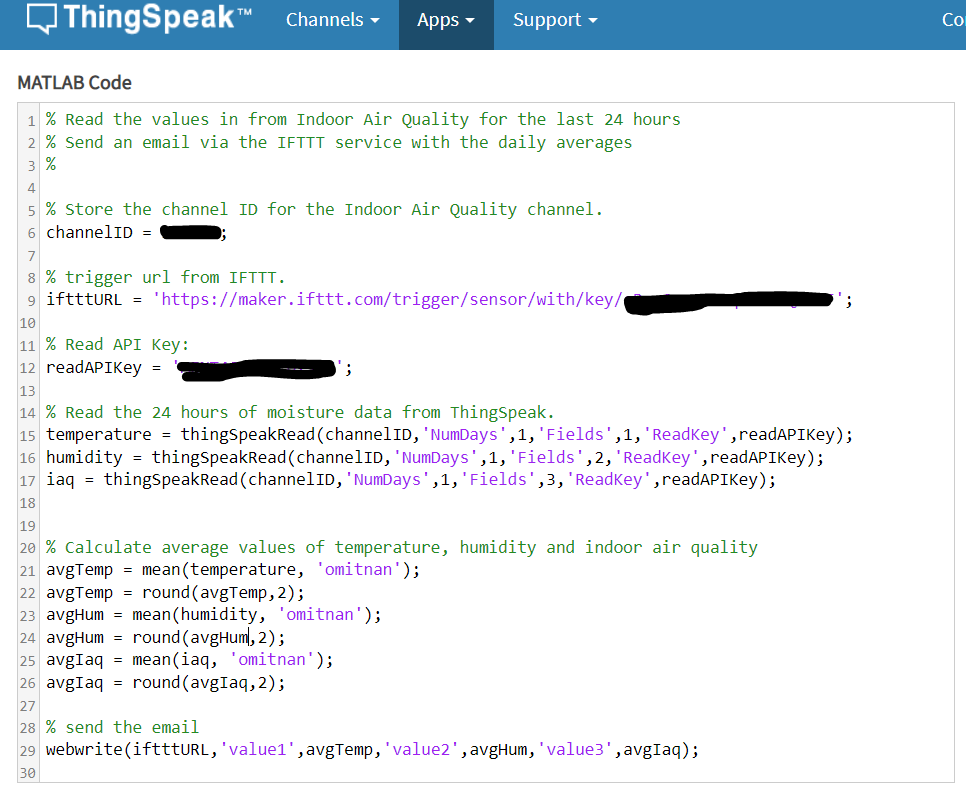 ThingSpeak™ Channels Apps Support Co
MATLAB Code
1 % Read the values in from Indoor Air Quality for the last 24 hours
2 % Send an email via the IFTTT service with the daily averages
3 %
4
5 % Store the channel ID for the Indoor Air Quality channel.
6 channelID = ;
7
8 % trigger url from IFTTT.
9 iftttURL = 'https://maker.ifttt.com/trigger/sensor/with/key/';
10
11 % Read API Key:
12 readAPIKey = '';
13
14 % Read the 24 hours of moisture data from ThingSpeak.
15 temperature = thingSpeakRead(channelID,'NumDays',1,'Fields',1,'ReadKey',readAPIKey);
16 humidity = thingSpeakRead(channelID,'NumDays',1,'Fields',2,'ReadKey',readAPIKey);
17 iaq = thingSpeakRead(channelID,'NumDays',1,'Fields',3,'ReadKey',readAPIKey);
18
19
20 % Calculate average values of temperature, humidity and indoor air quality
21 avgTemp = mean(temperature, 'omitnan');
22 avgTemp = round(avgTemp,2);
23 avgHum = mean(humidity, 'omitnan');
24 avgHum = round(avgHum,2);
25 avgIaq = mean(iaq, 'omitnan');
26 avgIaq = round(avgIaq,2);
27
28 % send the email
29 webwrite(iftttURL,'value1',avgTemp,'value2',avgHum,'value3',avgIaq);
30